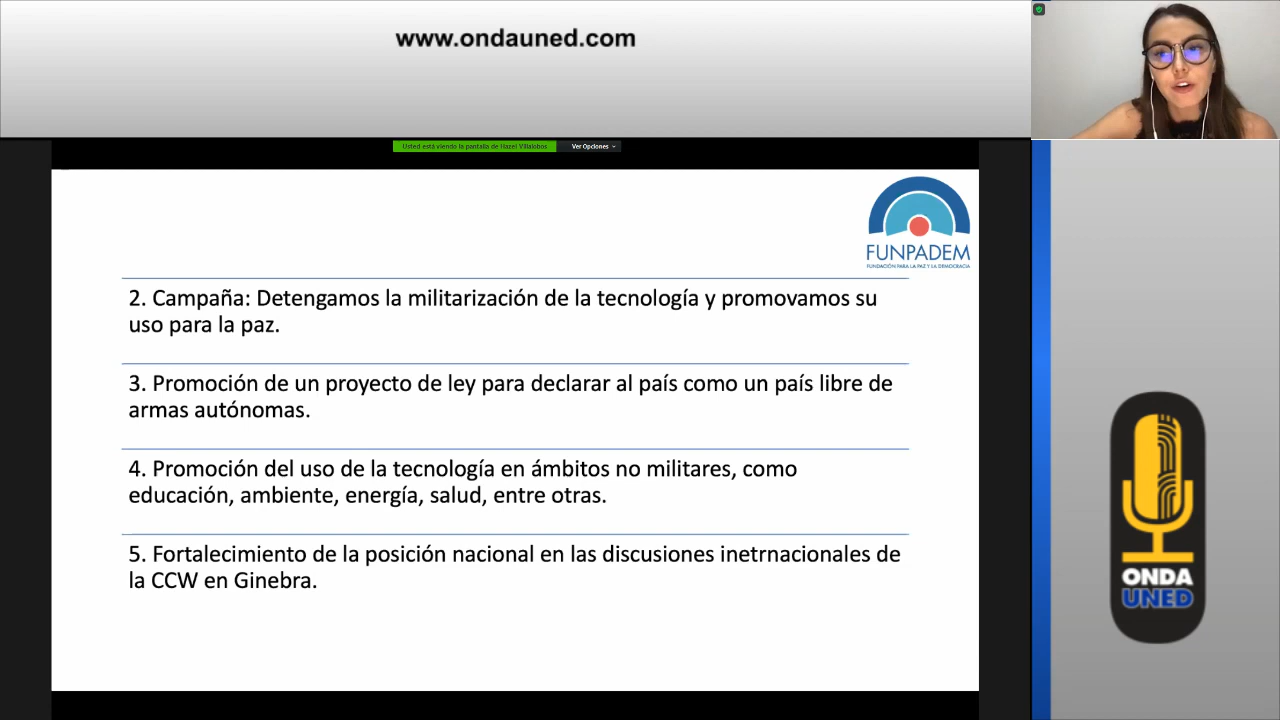 www.ondauned.com
Usted está viendo la pantalla de Hazel Villalobos
Ver Opciones
FUNPADEM
FUNDACIÓN PARA LA PAZ Y LA DEMOCRACIA
2. Campaña: Detengamos la militarización de la tecnología y promovamos su
uso para la paz.
3. Promoción de un proyecto de ley para declarar al país como un país libre de
armas autónomas.
4. Promoción del uso de la tecnología en ámbitos no militares, como
educación, ambiente, energía, salud, entre otras.
5. Fortalecimiento de la posición nacional en las discusiones inetrnacionales de
la CCW en Ginebra.
ONDA
UNED